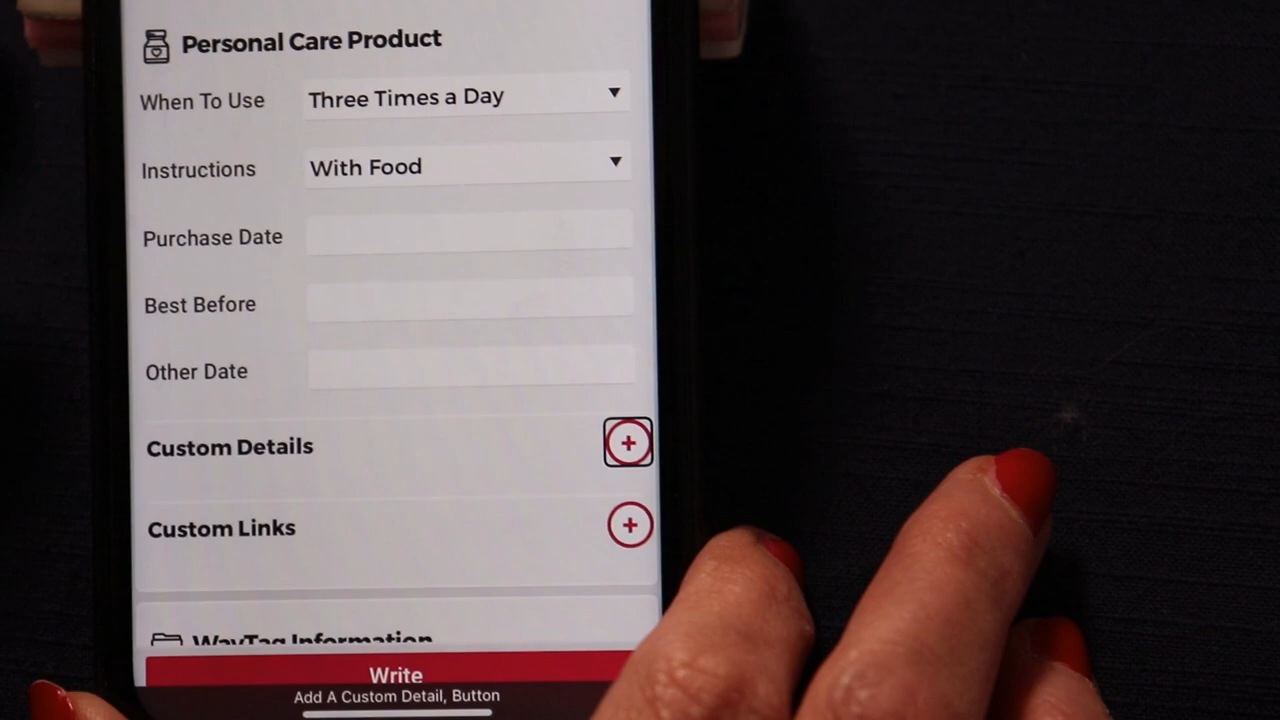 Personal Care Product
When To Use Three Times a Day
Instructions With Food
Purchase Date
Best Before
Other Date
Custom Details +
Custom Links +
WayTag Information
Write
Add A Custom Detail, Button